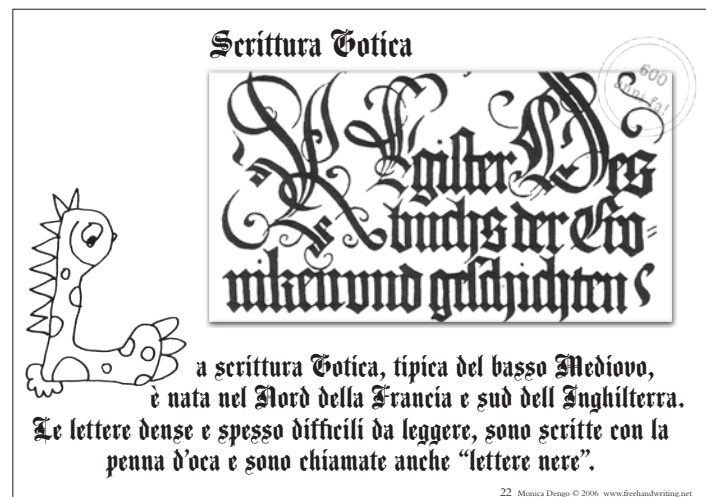 Scrittura Gotica
600
anni fa!
Register Des
buchs der Cro-
niken und geschichten
La scrittura Gotica, tipica del basso Mediovo,
è nata nel Nord della Francia e sud dell Inghilterra.
Le lettere dense e spesso difficili da leggere, sono scritte con la
penna d'oca e sono chiamate anche "lettere nere".
22 Monica Dengo © 2006 www.freehandwriting.net